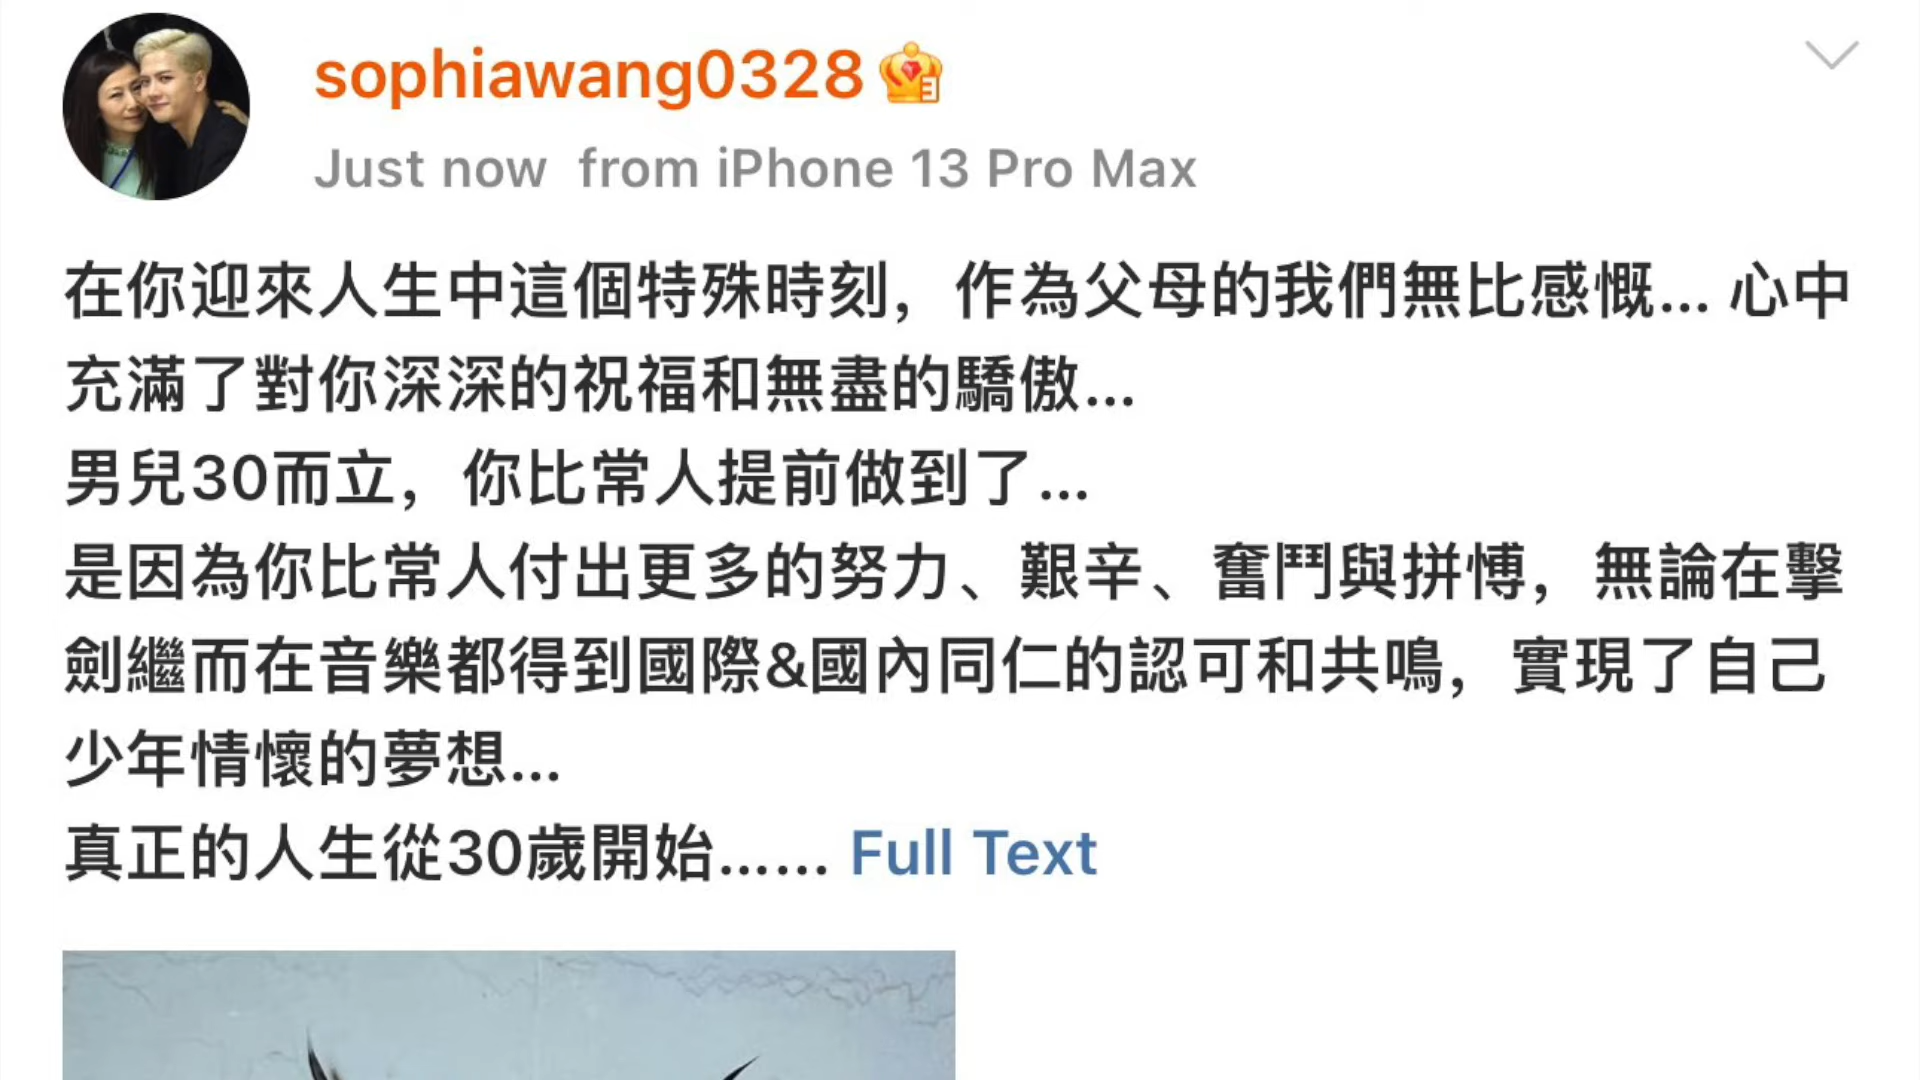 sophiawang0328
Just now from iPhone 13 Pro Max
在你迎來人生中這個特殊時刻，作為父母的我們無比感慨... 心中
充滿了對你深深的祝福和無盡的驕傲...
男兒30而立，你比常人提前做到了...
是因為你比常人付出更多的努力、艱辛、奮鬥與拼愽，無論在擊
劍繼而在音樂都得到國際&國內同仁的認可和共鳴，實現了自己
少年情懷的夢想...
真正的人生從30歲開始...... Full Text